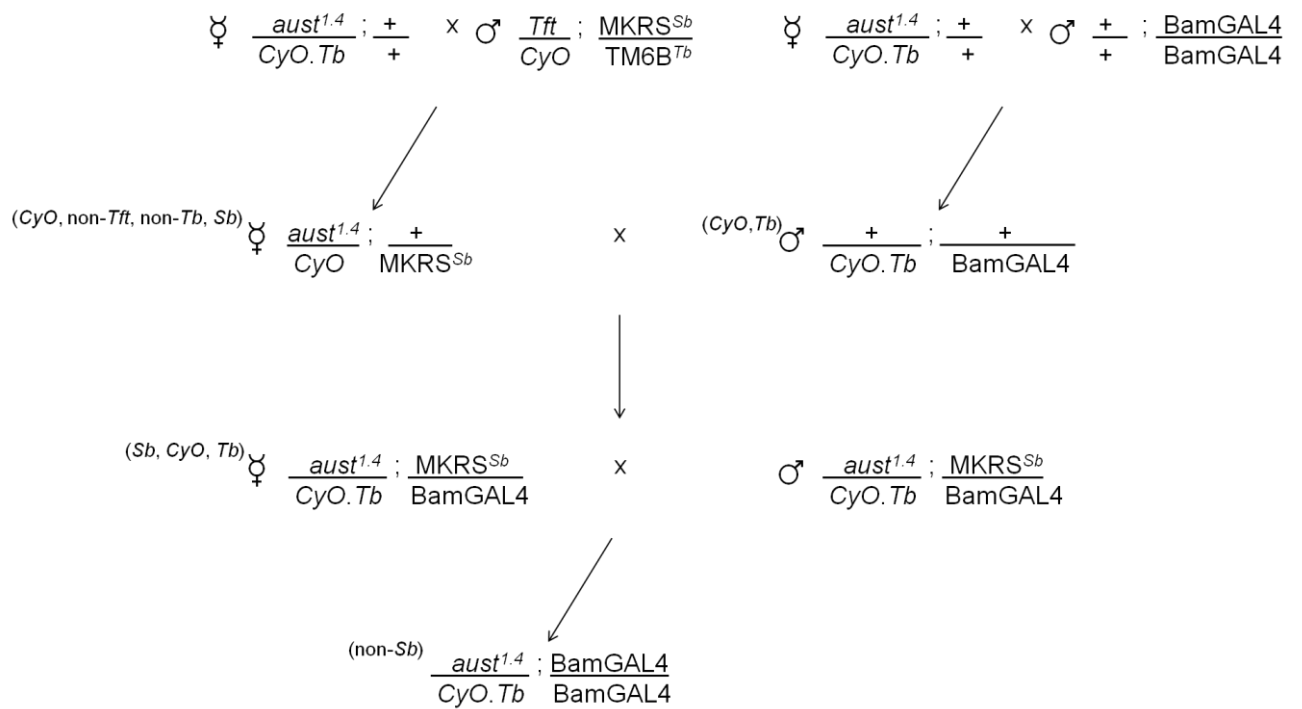 ☿ aust1.4 ; + x ♂ Tft ; MKRSSb ☿ aust1.4 ; + x ♂ + ; BamGAL4
CyO.Tb + CyO TM6BTb CyO.Tb + + BamGAL4
(CyO, non-Tft, non-Tb, Sb) ☿ aust1.4 ; + x (CyO,Tb) ♂ + ; +
CyO MKRSSb CyO.Tb BamGAL4
(Sb, CyO, Tb) ☿ aust1.4 ; MKRSSb x ♂ aust1.4 ; MKRSSb
CyO.Tb BamGAL4 CyO.Tb BamGAL4
(non-Sb) aust1.4 ; BamGAL4
CyO.Tb BamGAL4